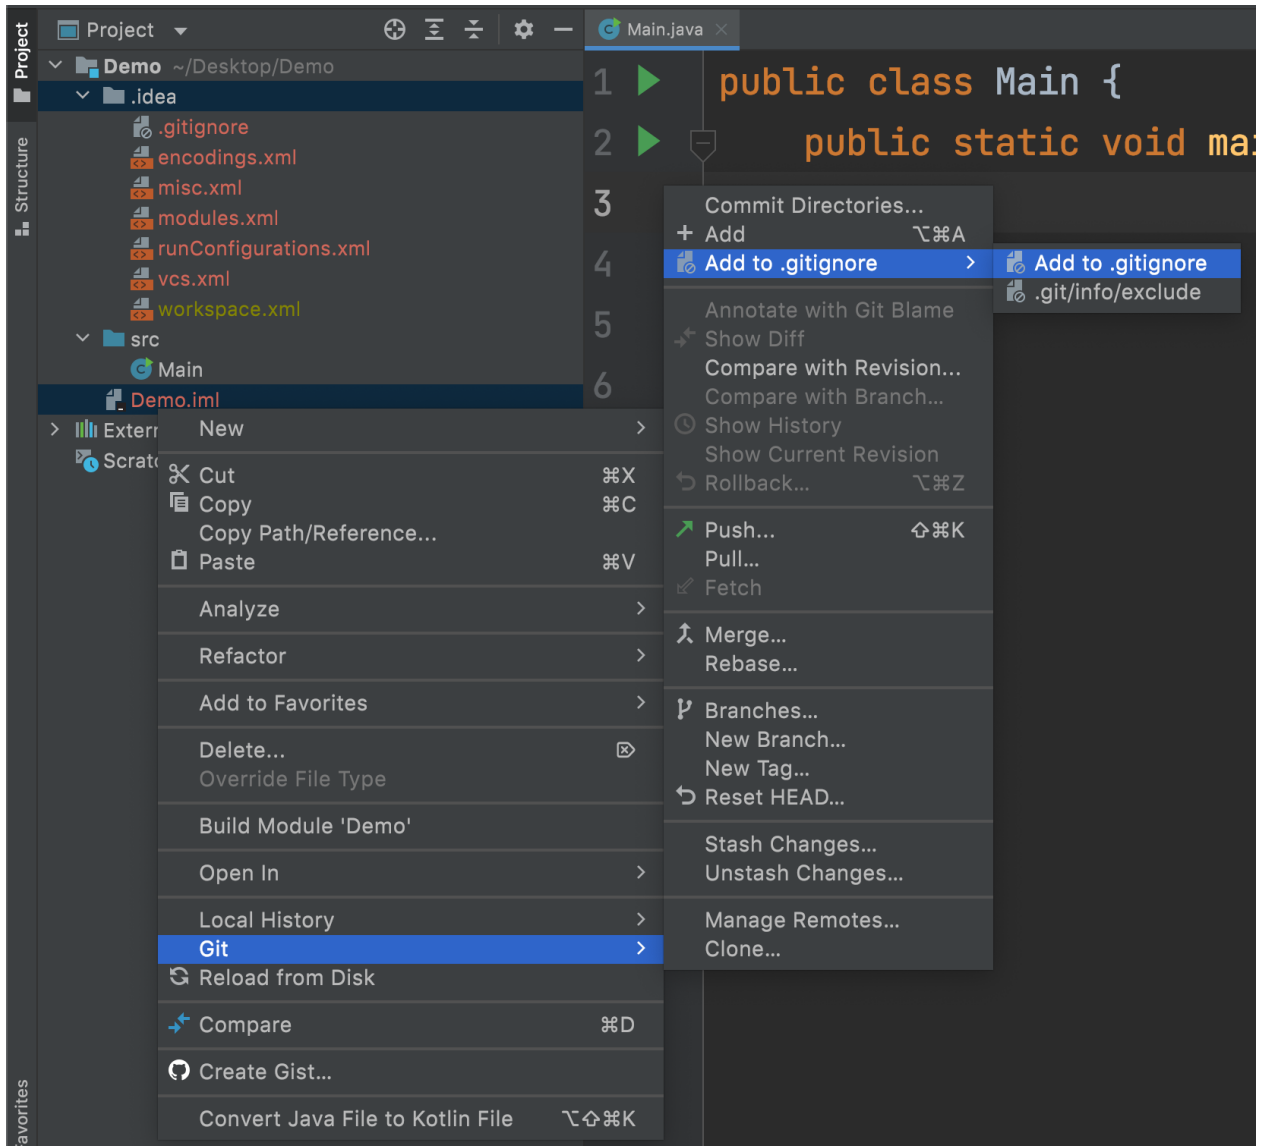 Project
Structure
Favorites
Project
Demo ~/Desktop/Demo
.idea
.gitignore
encodings.xml
misc.xml
modules.xml
runConfigurations.xml
vcs.xml
workspace.xml
src
Main
Demo.iml
Extern
Scratc
Main.java
1 public class Main {
2 public static void mai
3
4
5
6
New
Cut ⌘X
Copy ⌘C
Copy Path/Reference...
Paste ⌘V
Analyze
Refactor
Add to Favorites
Delete...
Override File Type
Build Module 'Demo'
Open In
Local History
Git
Reload from Disk
Compare ⌘D
Create Gist...
Convert Java File to Kotlin File ⌥⇧⌘K
Commit Directories...
Add ⌥⌘A
Add to .gitignore
Annotate with Git Blame
Show Diff
Compare with Revision...
Compare with Branch...
Show History
Show Current Revision
Rollback... ⌥⌘Z
Push... ⇧⌘K
Pull...
Fetch
Merge...
Rebase...
Branches...
New Branch...
New Tag...
Reset HEAD...
Stash Changes...
Unstash Changes...
Manage Remotes...
Clone...
Add to .gitignore
.git/info/exclude